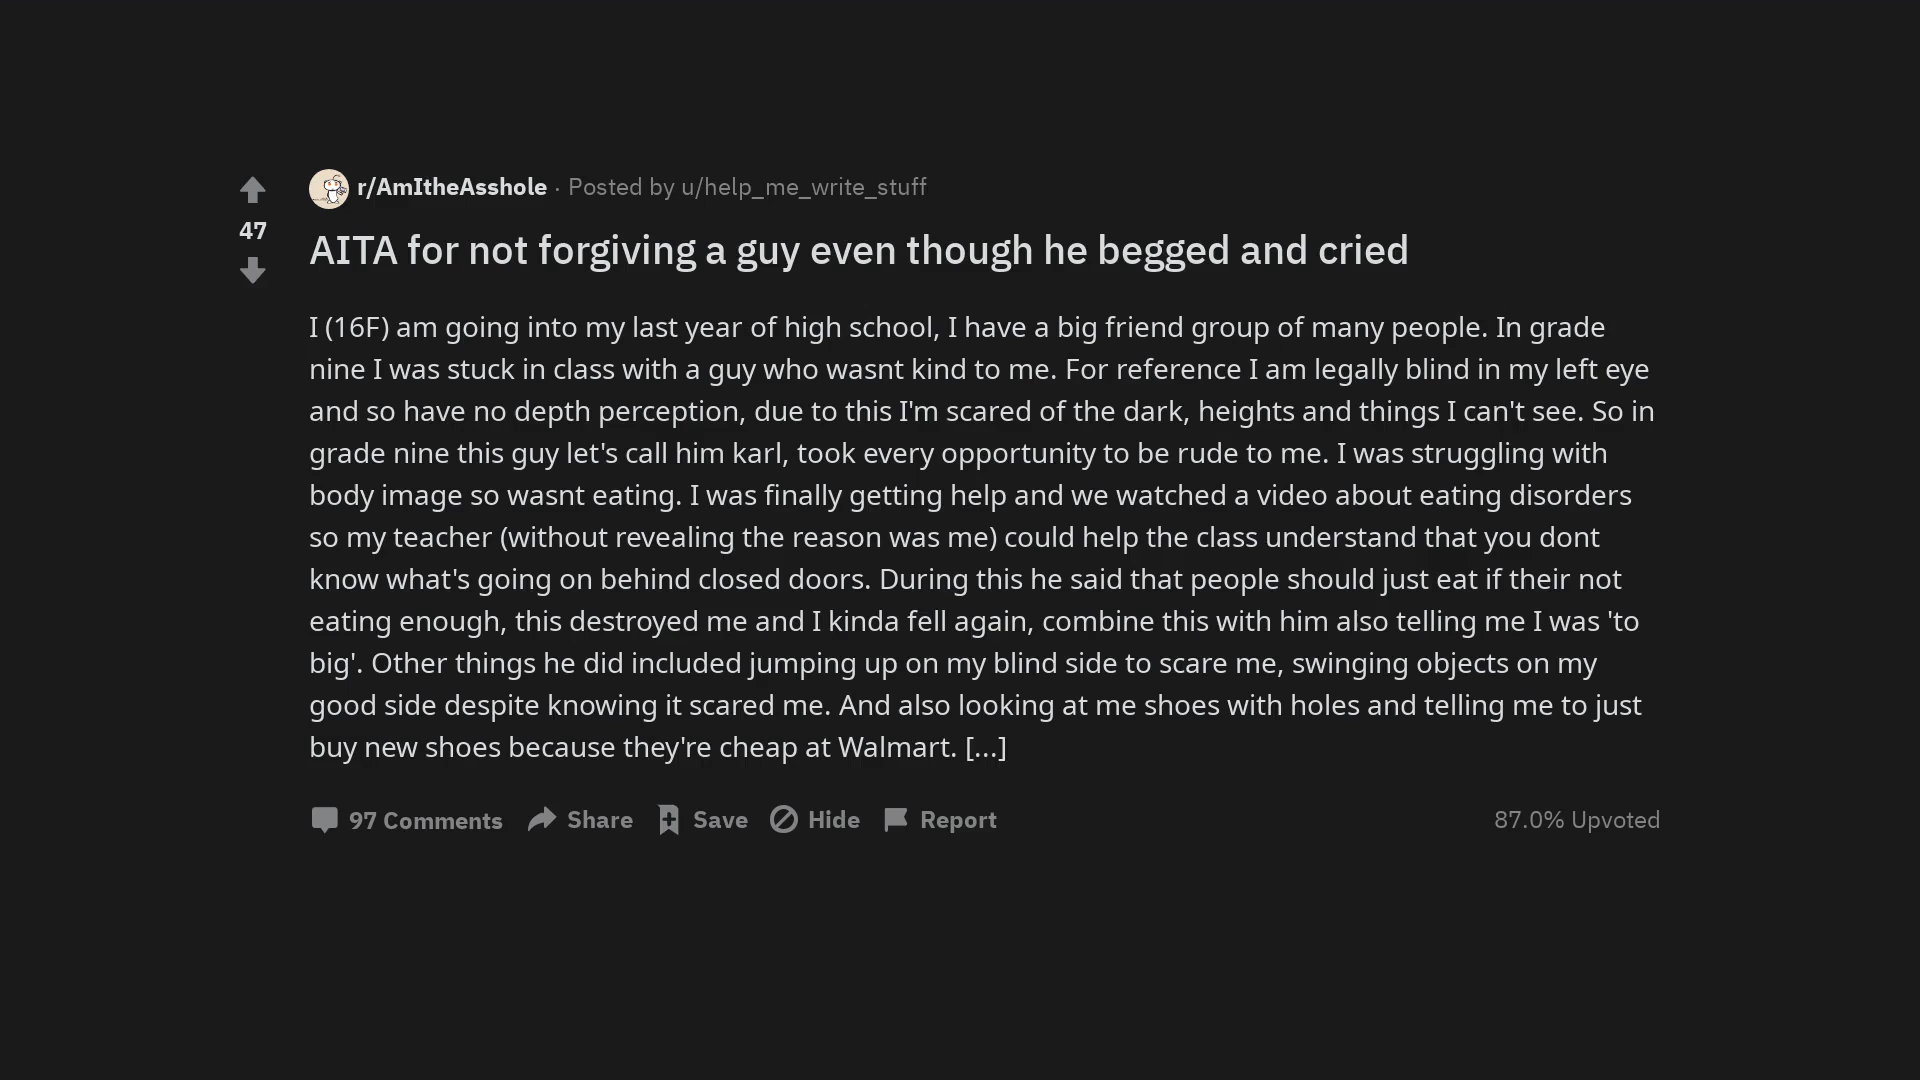 r/AmItheAsshole · Posted by u/help_me_write_stuff
47
AITA for not forgiving a guy even though he begged and cried
I (16F) am going into my last year of high school, I have a big friend group of many people. In grade
nine I was stuck in class with a guy who wasnt kind to me. For reference I am legally blind in my left eye
and so have no depth perception, due to this I'm scared of the dark, heights and things I can't see. So in
grade nine this guy let's call him karl, took every opportunity to be rude to me. I was struggling with
body image so wasnt eating. I was finally getting help and we watched a video about eating disorders
so my teacher (without revealing the reason was me) could help the class understand that you dont
know what's going on behind closed doors. During this he said that people should just eat if their not
eating enough, this destroyed me and I kinda fell again, combine this with him also telling me I was 'to
big'. Other things he did included jumping up on my blind side to scare me, swinging objects on my
good side despite knowing it scared me. And also looking at me shoes with holes and telling me to just
buy new shoes because they're cheap at Walmart. [...]
97 Comments Share Save Hide Report 87.0% Upvoted